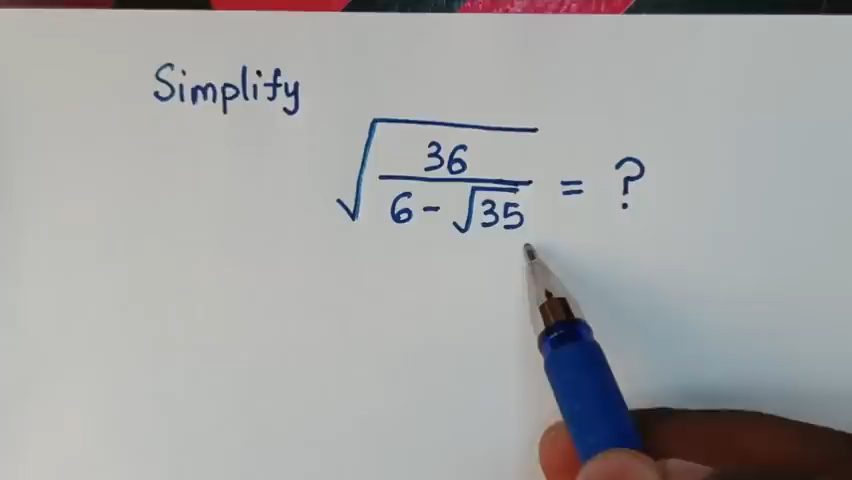 Simplify
√(36/(6-√35)) = ?